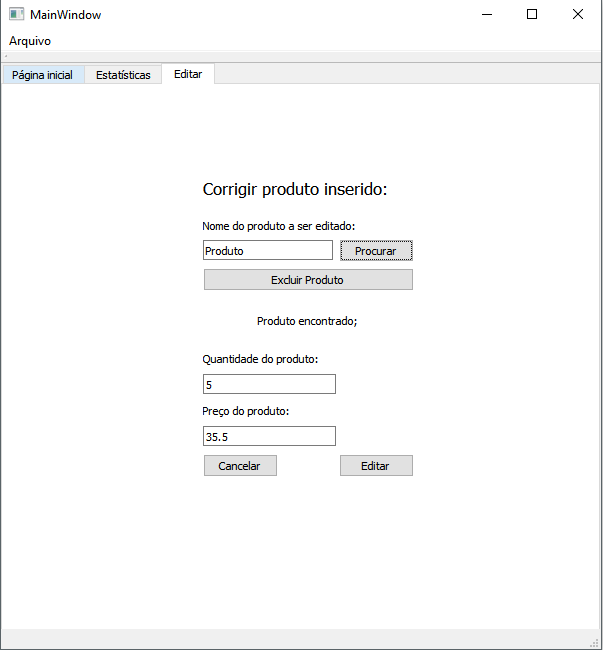 MainWindow
Arquivo
Página inicial Estatísticas Editar
Corrigir produto inserido:
Nome do produto a ser editado:
Produto Procurar
Excluir Produto
Produto encontrado;
Quantidade do produto:
5
Preço do produto:
35.5
Cancelar Editar